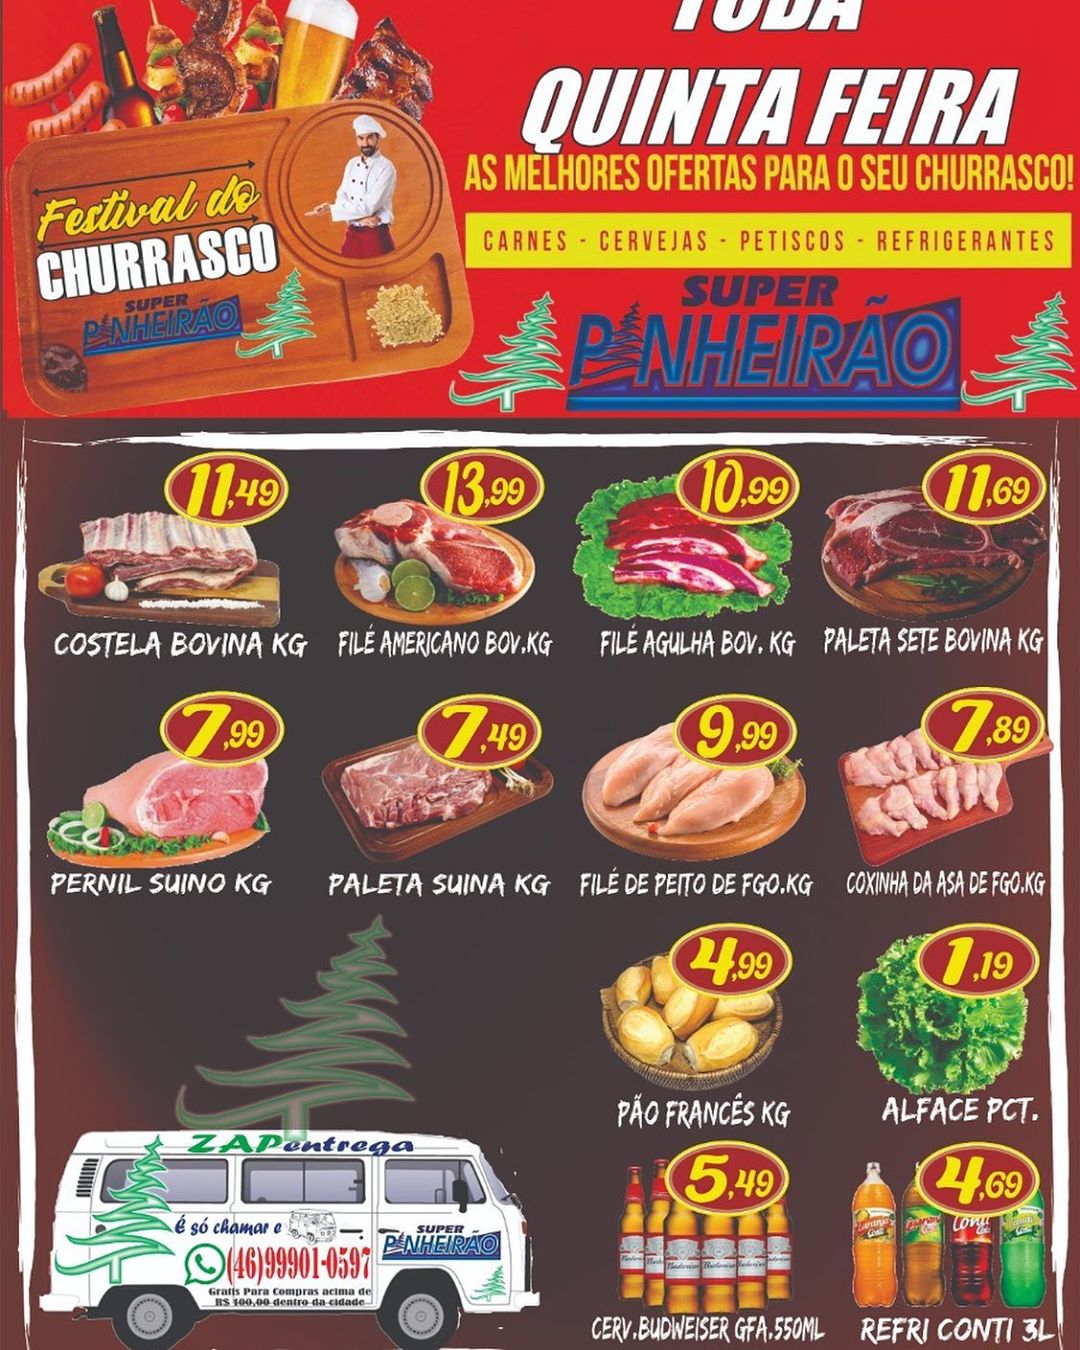 TODA
QUINTA FEIRA
AS MELHORES OFERTAS PARA O SEU CHURRASCO!
CARNES - CERVEJAS - PETISCOS - REFRIGERANTES
Festival do
CHURRASCO
SUPER
PINHEIRÃO
SUPER
PINHEIRÃO
11,49
COSTELA BOVINA KG
13,99
FILÉ AMERICANO BOV.KG
10,99
FILÉ AGULHA BOV. KG
11,69
PALETA SETE BOVINA KG
7,99
PERNIL SUINO KG
7,49
PALETA SUINA KG
9,99
FILÉ DE PEITO DE FGO.KG
7,89
COXINHA DA ASA DE FGO.KG
4,99
PÃO FRANCÊS KG
1,19
ALFACE PCT.
ZAPentrega
É só chamar e
(46)99901-0597
Gratis Para Compras acima de
R$ 100,00 dentro da cidade
SUPER
PINHEIRÃO
5,49
Budweiser
CERV.BUDWEISER GFA.550ML
4,69
Laranja
Conti
REFRI CONTI 3L